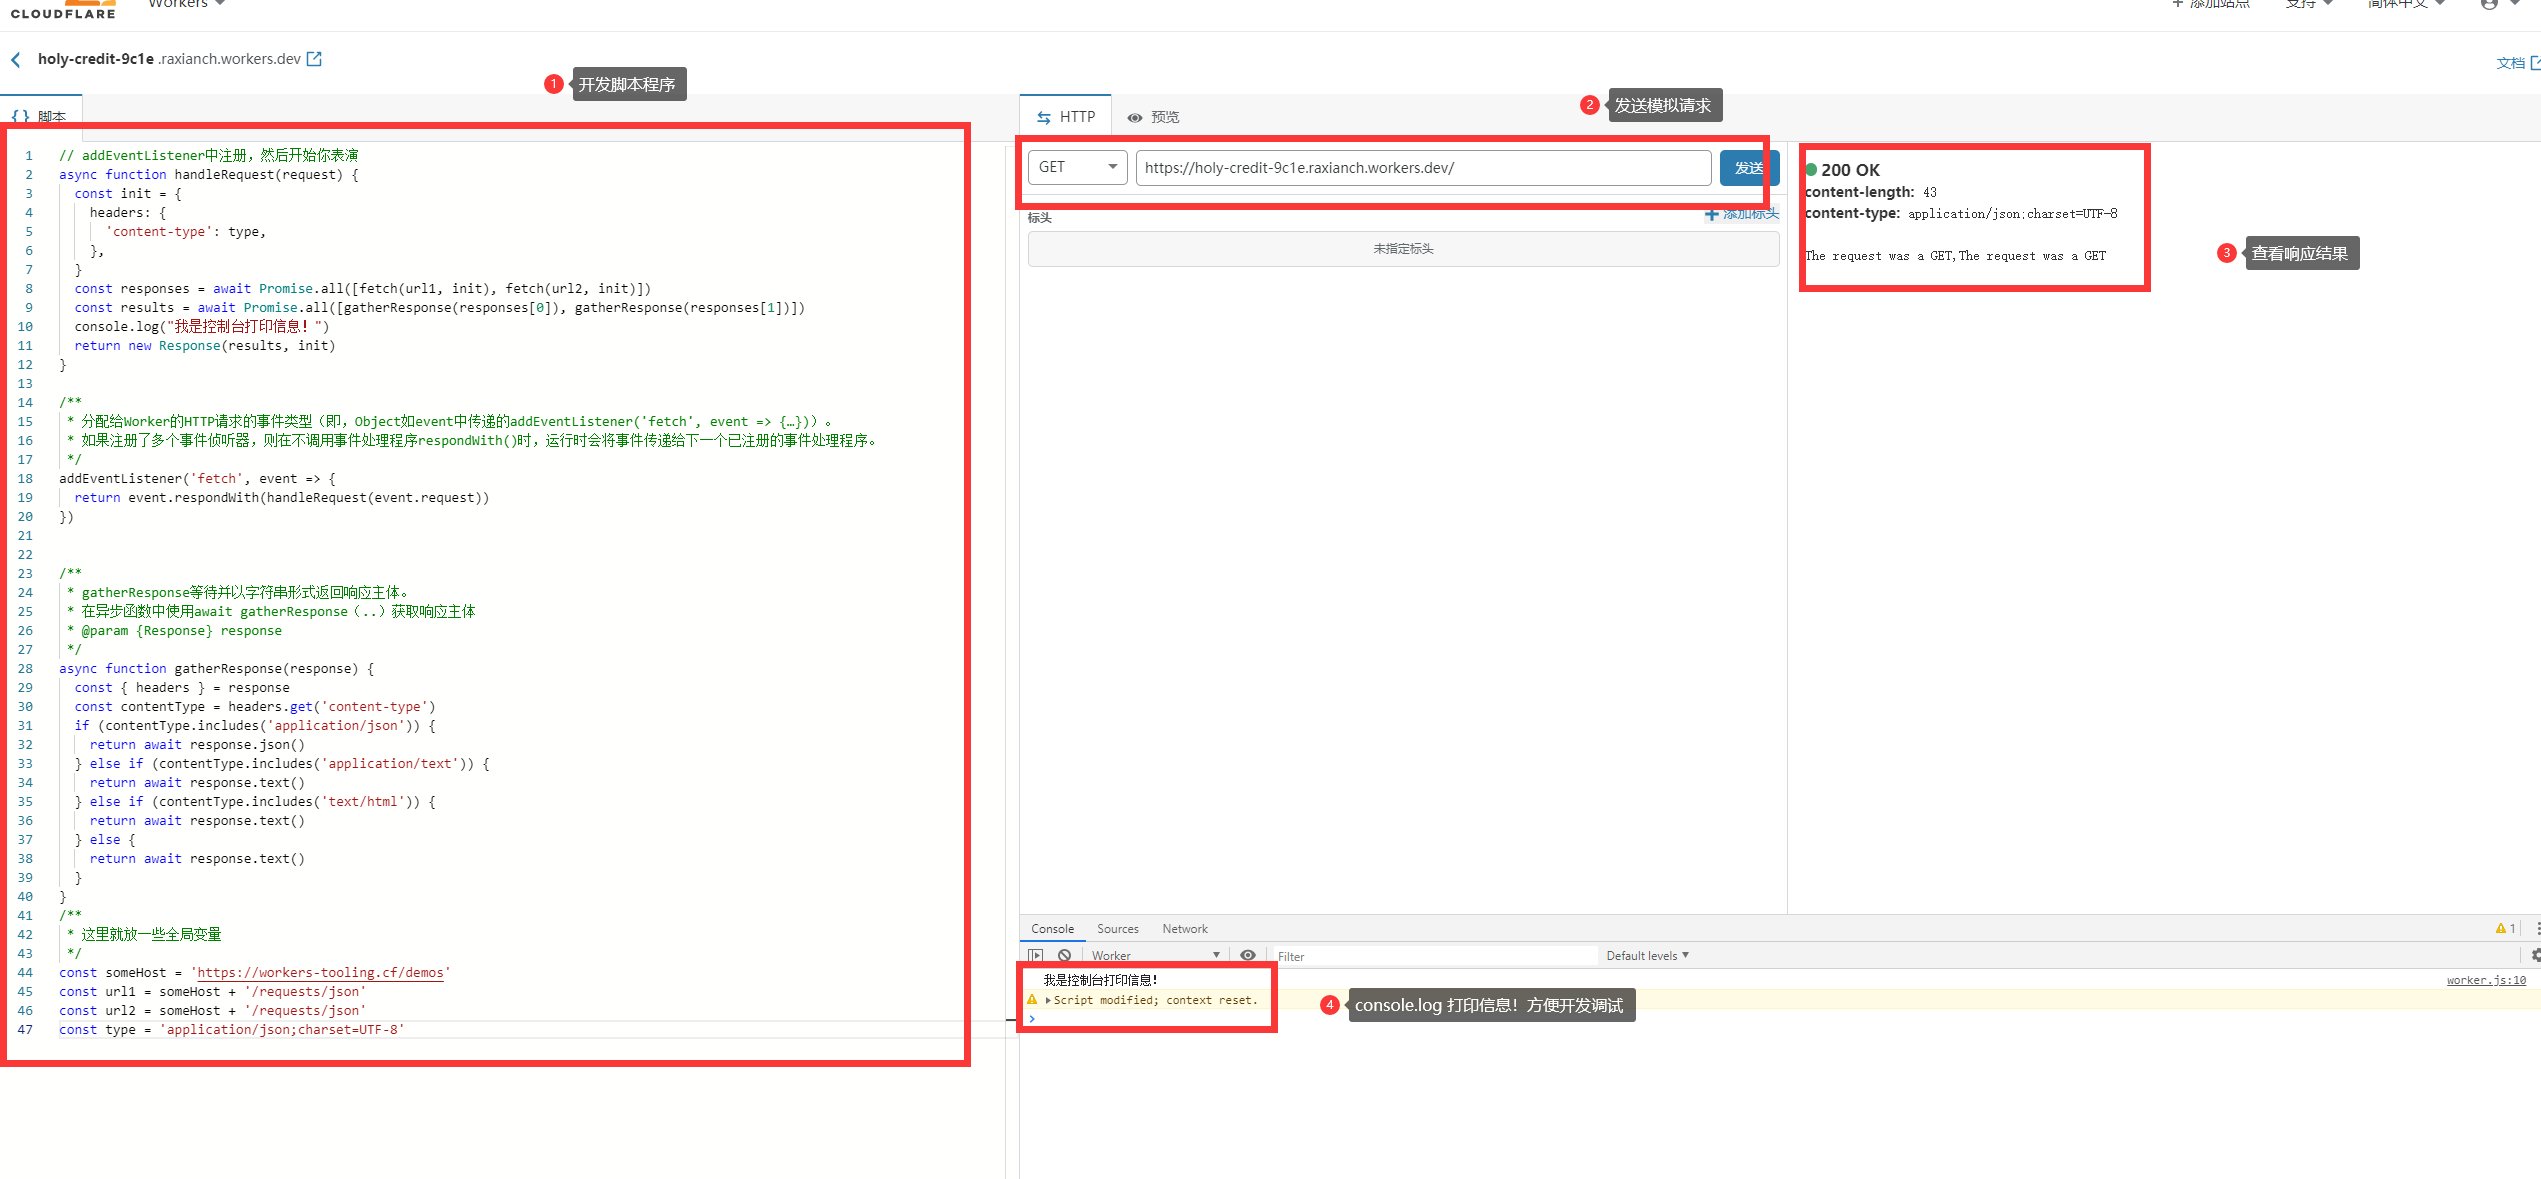 CLOUDFLARE
Workers
添加站点
支持
简体中文
holy-credit-9c1e .raxianch.workers.dev
文档
1 开发脚本程序
2 发送模拟请求
{} 脚本
HTTP
预览
1 // addEventListener中注册，然后开始你表演
2 async function handleRequest(request) {
3 const init = {
4 headers: {
5 'content-type': type,
6 },
7 }
8 const responses = await Promise.all([fetch(url1, init), fetch(url2, init)])
9 const results = await Promise.all([gatherResponse(responses[0]), gatherResponse(responses[1])])
10 console.log("我是控制台打印信息！")
11 return new Response(results, init)
12 }
13
14 /**
15 * 分配给Worker的HTTP请求的事件类型（即，Object如event中传递的addEventListener('fetch', event => {…})）。
16 * 如果注册了多个事件侦听器，则在不调用事件处理程序respondWith()时，运行时会将事件传递给下一个已注册的事件处理程序。
17 */
18 addEventListener('fetch', event => {
19 return event.respondWith(handleRequest(event.request))
20 })
21
22
23 /**
24 * gatherResponse等待并以字符串形式返回响应主体。
25 * 在异步函数中使用await gatherResponse（..）获取响应主体
26 * @param {Response} response
27 */
28 async function gatherResponse(response) {
29 const { headers } = response
30 const contentType = headers.get('content-type')
31 if (contentType.includes('application/json')) {
32 return await response.json()
33 } else if (contentType.includes('application/text')) {
34 return await response.text()
35 } else if (contentType.includes('text/html')) {
36 return await response.text()
37 } else {
38 return await response.text()
39 }
40 }
41 /**
42 * 这里就放一些全局变量
43 */
44 const someHost = 'https://workers-tooling.cf/demos'
45 const url1 = someHost + '/requests/json'
46 const url2 = someHost + '/requests/json'
47 const type = 'application/json;charset=UTF-8'
GET
https://holy-credit-9c1e.raxianch.workers.dev/
发送
标头
添加标头
未指定标头
200 OK
content-length: 43
content-type: application/json;charset=UTF-8
The request was a GET,The request was a GET
3 查看响应结果
Console
Sources
Network
1
Worker
Filter
Default levels
我是控制台打印信息！
worker.js:10
Script modified; context reset.
4 console.log 打印信息！方便开发调试